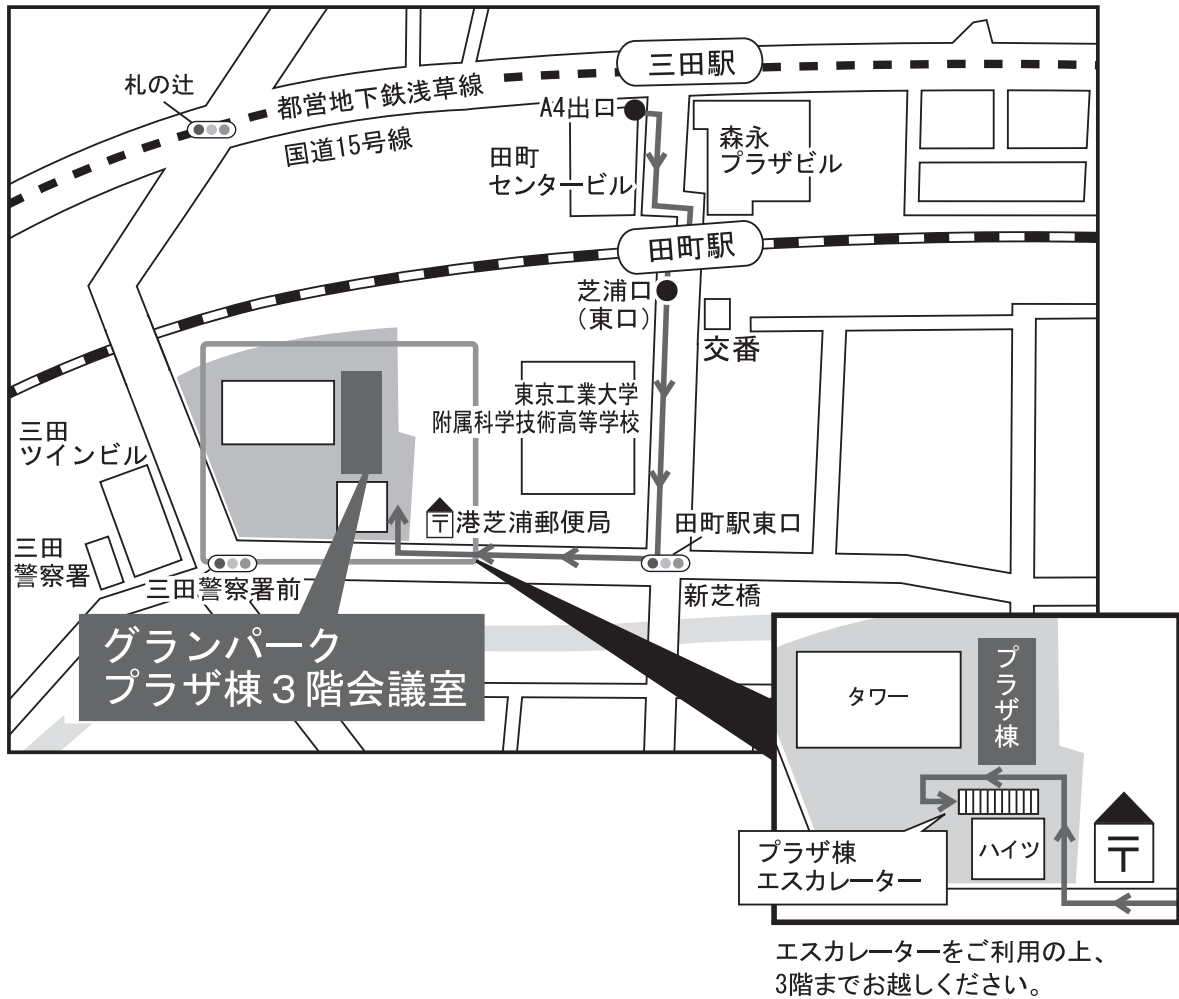 三田駅
札の辻
都営地下鉄浅草線
A4出口
国道15号線
田町
センタービル
森永
プラザビル
田町駅
芝浦口
（東口）
交番
東京工業大学
附属科学技術高等学校
三田
ツインビル
〒港芝浦郵便局
田町駅東口
三田
警察署
三田警察署前
新芝橋
グランパーク
プラザ棟３階会議室
タワー
プラザ棟
ハイツ
〒
プラザ棟
エスカレーター
エスカレーターをご利用の上、
3階までお越しください。